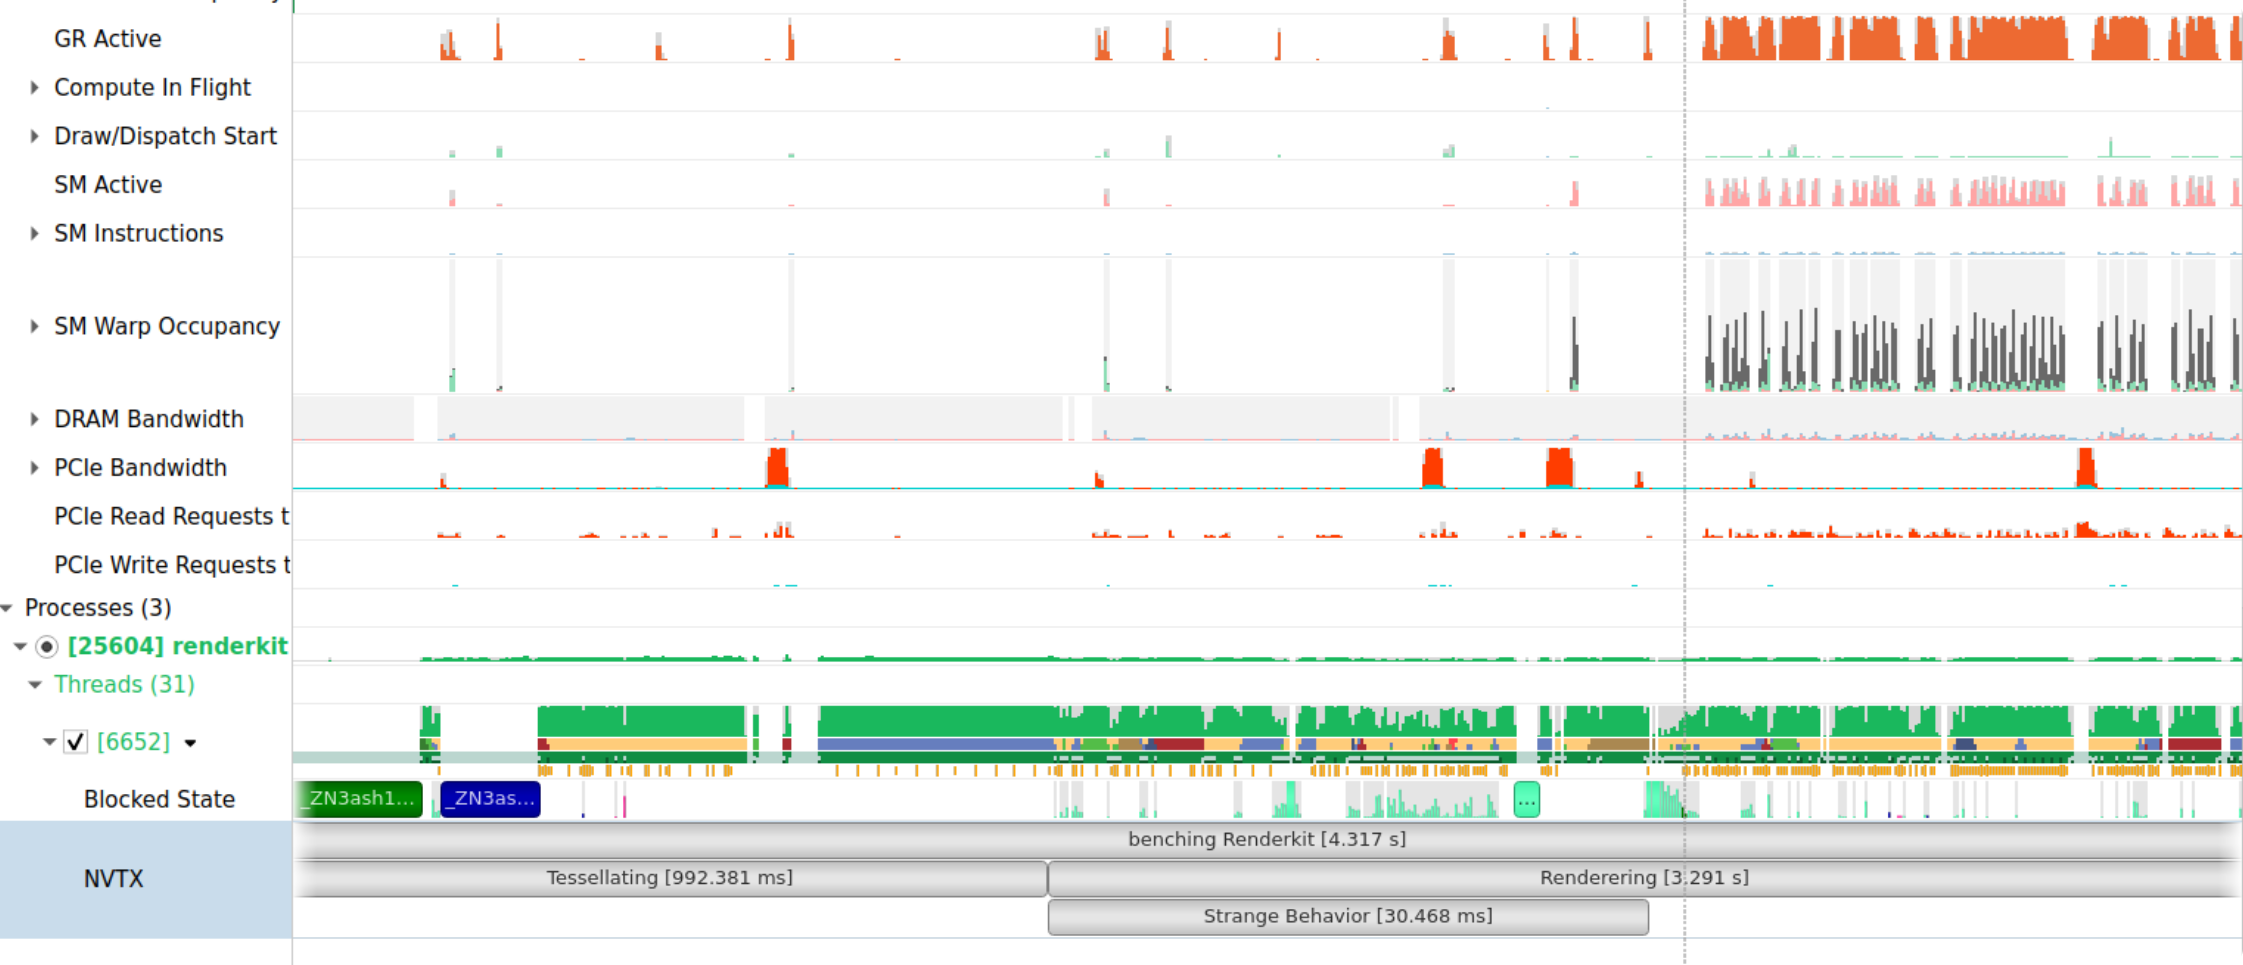 GR Active
Compute In Flight
Draw/Dispatch Start
SM Active
SM Instructions
SM Warp Occupancy
DRAM Bandwidth
PCIe Bandwidth
PCIe Read Requests t
PCIe Write Requests t
Processes (3)
[25604] renderkit
Threads (31)
[6652]
Blocked State
_ZN3ash1...
_ZN3as...
...
NVTX
benching Renderkit [4.317 s]
Tessellating [992.381 ms]
Renderering [3.291 s]
Strange Behavior [30.468 ms]